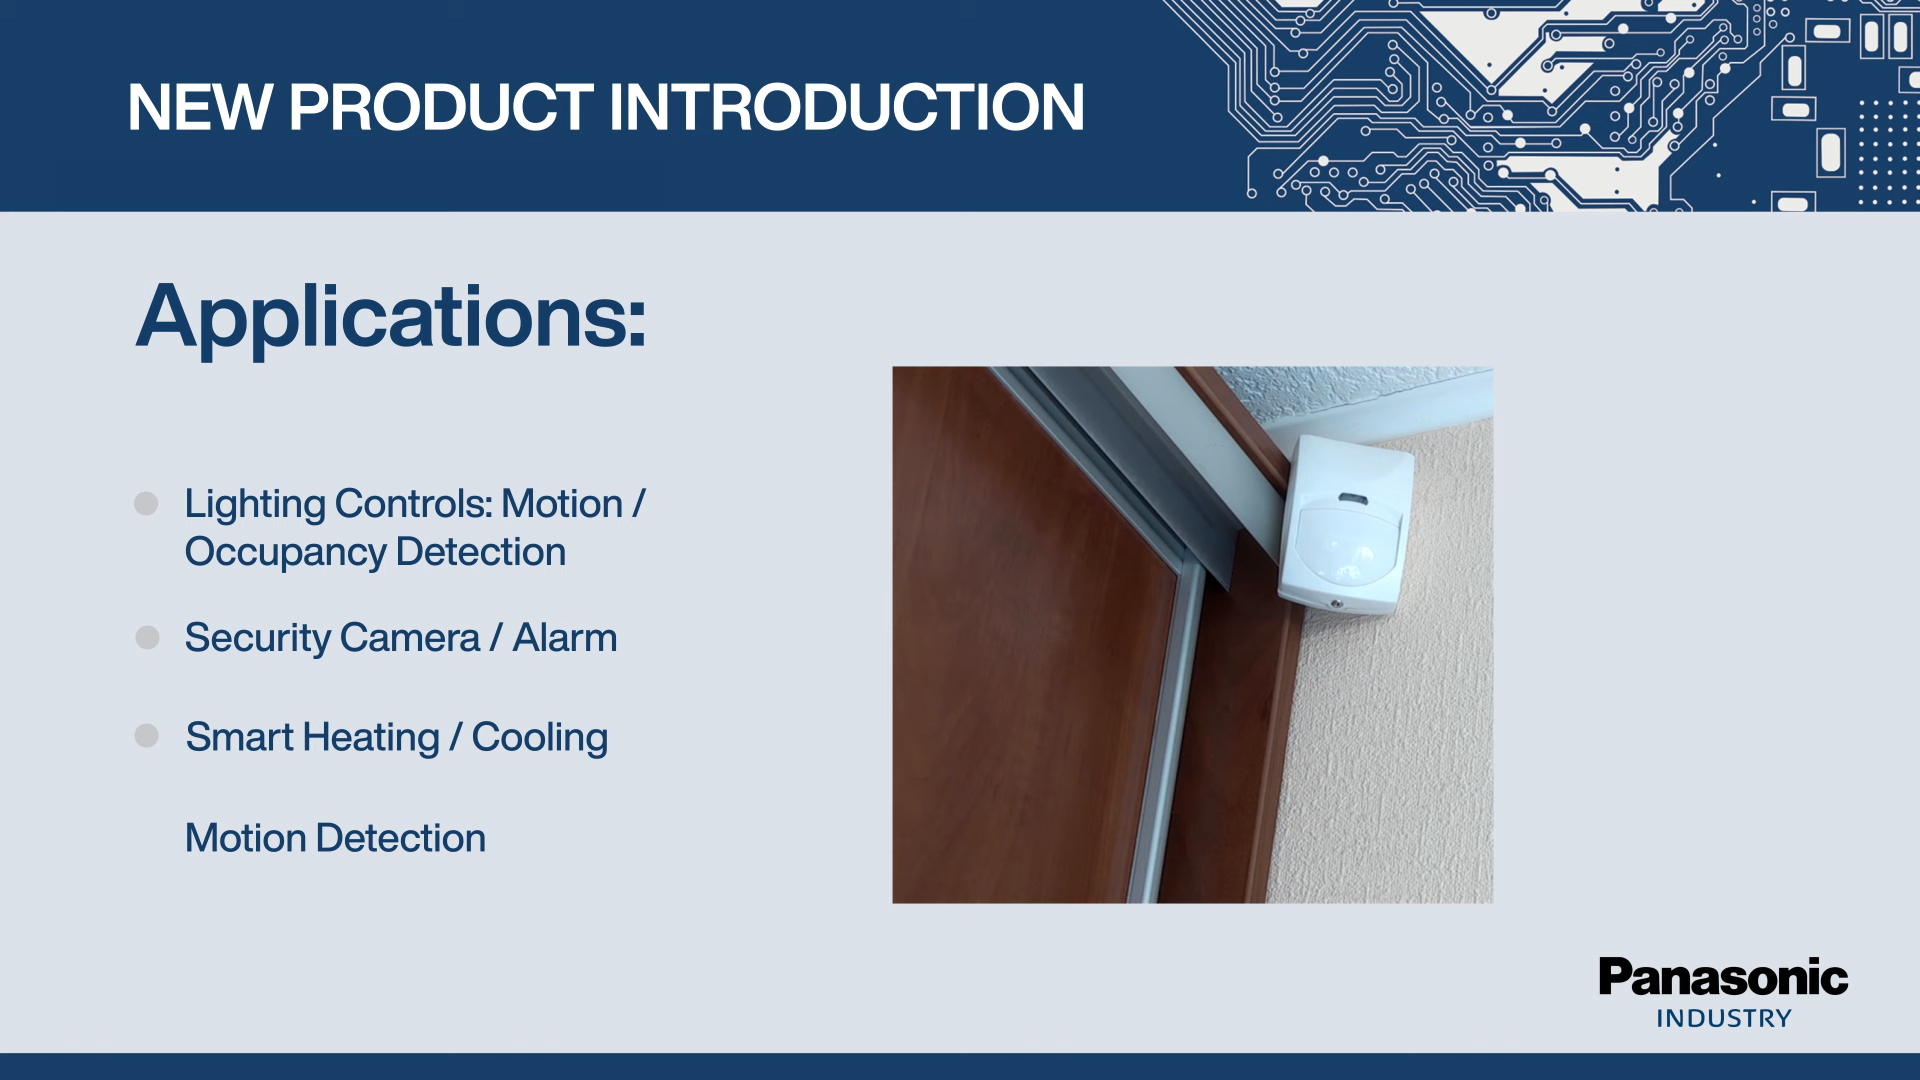 NEW PRODUCT INTRODUCTION
Applications:
Lighting Controls: Motion /
Occupancy Detection
Security Camera / Alarm
Smart Heating / Cooling
Motion Detection
Panasonic
INDUSTRY